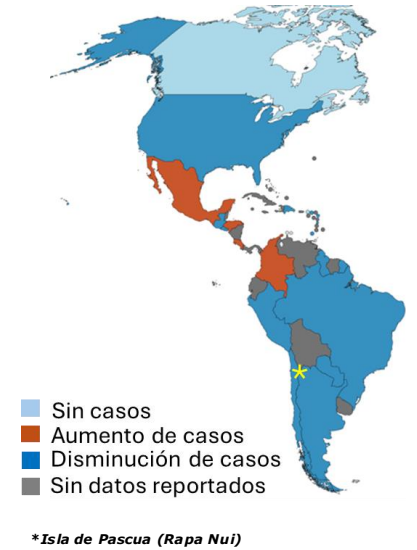 Sin casos
Aumento de casos
Disminución de casos
Sin datos reportados
*Isla de Pascua (Rapa Nui)